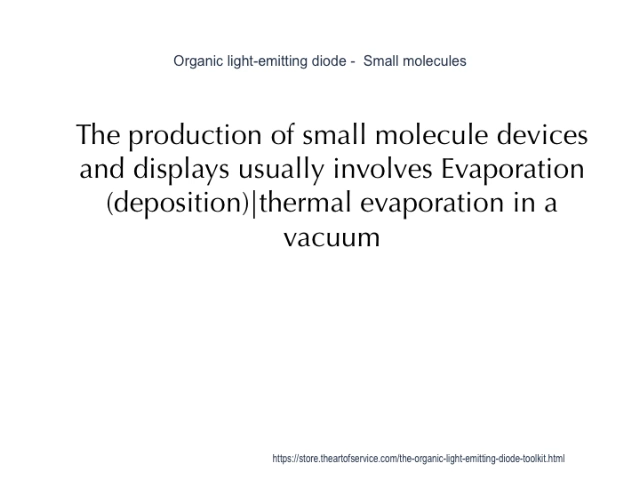 Organic light-emitting diode - Small molecules
The production of small molecule devices
and displays usually involves Evaporation
(deposition)|thermal evaporation in a
vacuum
https://store.theartofservice.com/the-organic-light-emitting-diode-toolkit.html